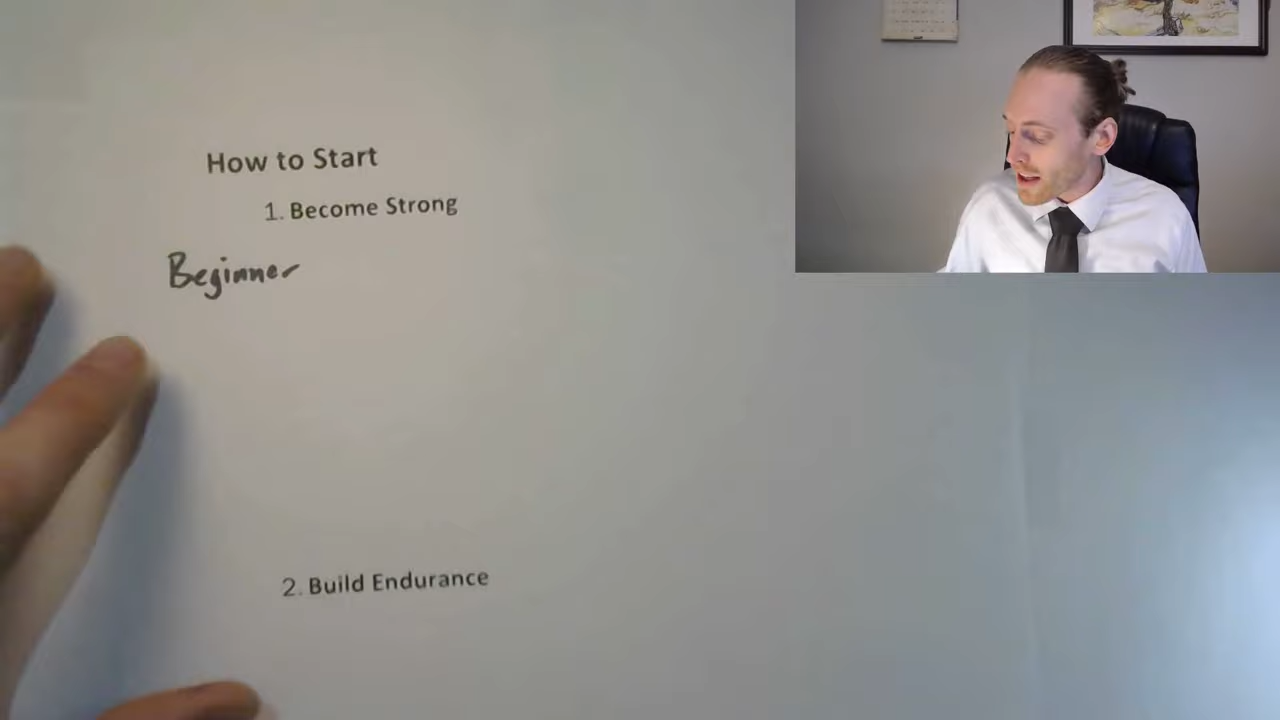 How to Start
1. Become Strong
Beginner
2. Build Endurance